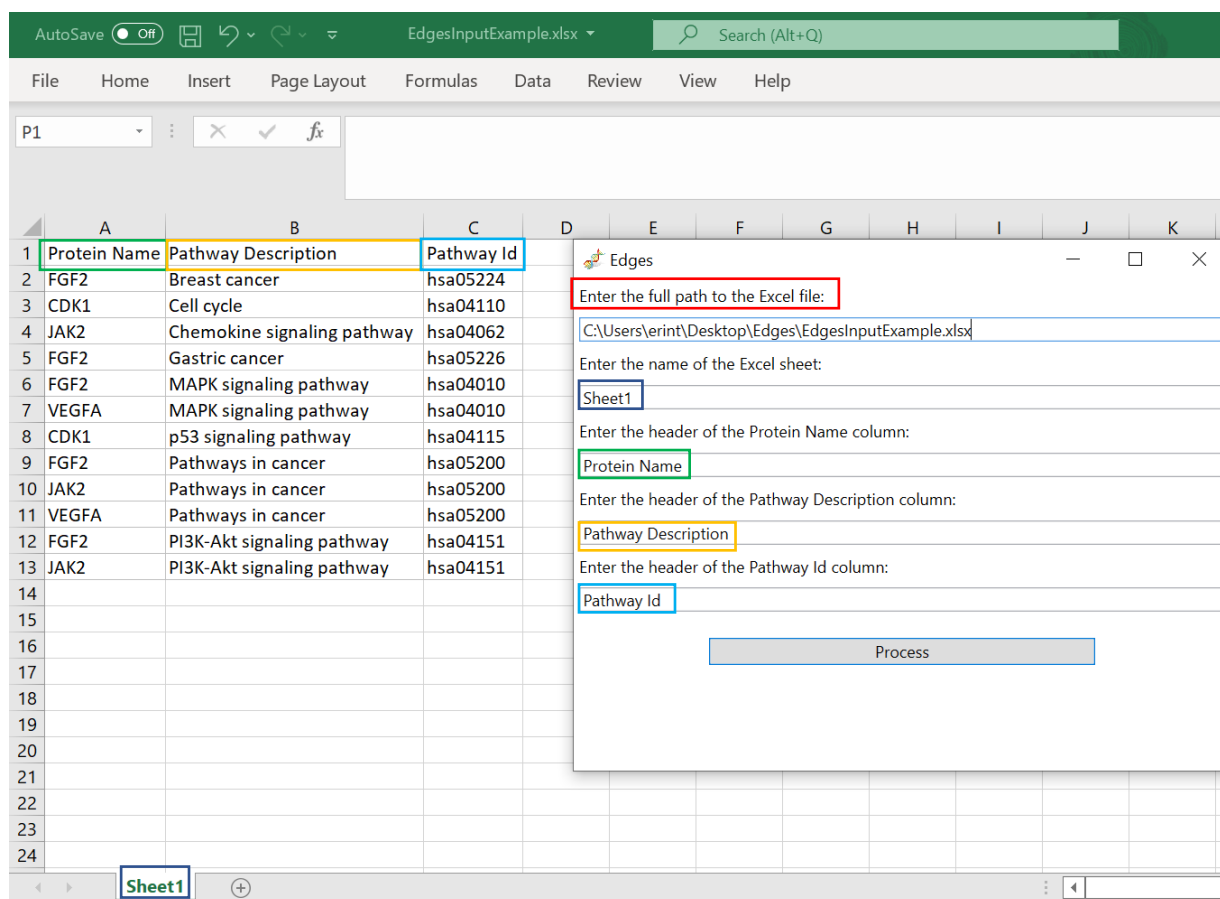 AutoSave Off EdgesInputExample.xlsx Search (Alt+Q)
File Home Insert Page Layout Formulas Data Review View Help
P1 fx
A B C D E F G H I J K
1 Protein Name Pathway Description Pathway Id
2 FGF2 Breast cancer hsa05224
3 CDK1 Cell cycle hsa04110
4 JAK2 Chemokine signaling pathway hsa04062
5 FGF2 Gastric cancer hsa05226
6 FGF2 MAPK signaling pathway hsa04010
7 VEGFA MAPK signaling pathway hsa04010
8 CDK1 p53 signaling pathway hsa04115
9 FGF2 Pathways in cancer hsa05200
10 JAK2 Pathways in cancer hsa05200
11 VEGFA Pathways in cancer hsa05200
12 FGF2 PI3K-Akt signaling pathway hsa04151
13 JAK2 PI3K-Akt signaling pathway hsa04151
14
15
16
17
18
19
20
21
22
23
24
Sheet1
Edges
Enter the full path to the Excel file:
C:\Users\erint\Desktop\Edges\EdgesInputExample.xlsx
Enter the name of the Excel sheet:
Sheet1
Enter the header of the Protein Name column:
Protein Name
Enter the header of the Pathway Description column:
Pathway Description
Enter the header of the Pathway Id column:
Pathway Id
Process